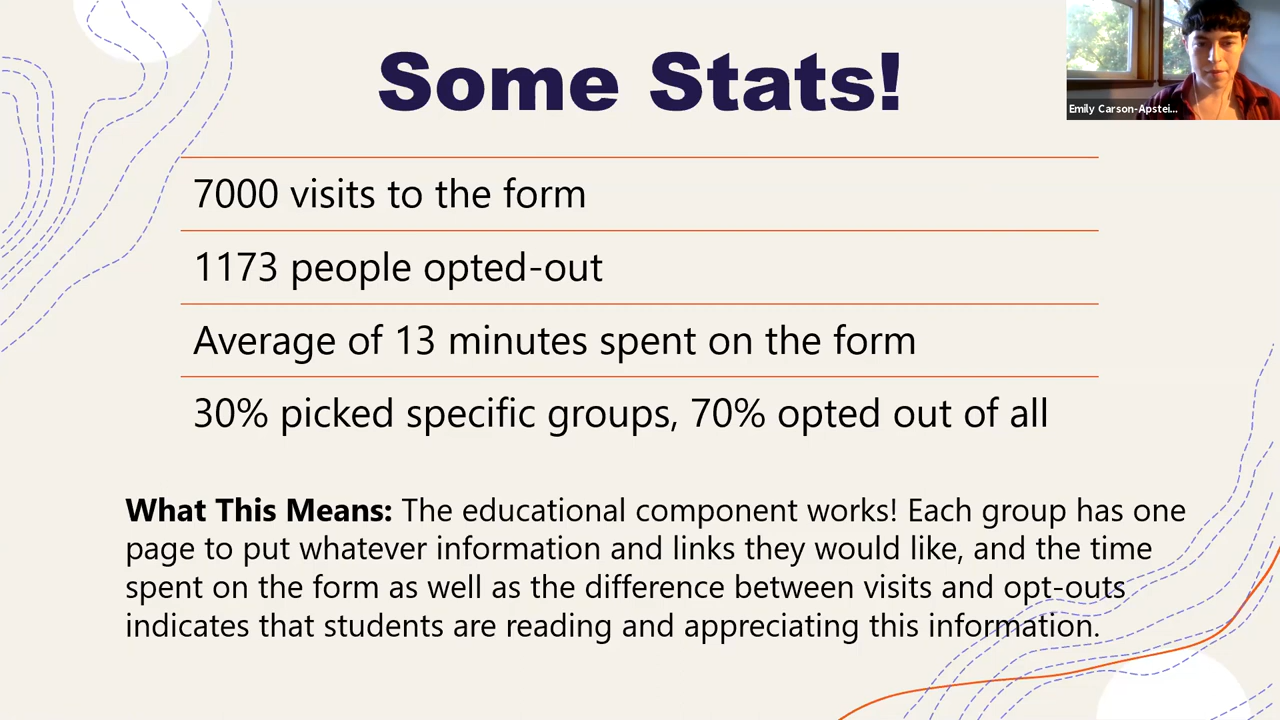 Some Stats!
Emily Carson-Apstei...
7000 visits to the form
1173 people opted-out
Average of 13 minutes spent on the form
30% picked specific groups, 70% opted out of all
What This Means: The educational component works! Each group has one
page to put whatever information and links they would like, and the time
spent on the form as well as the difference between visits and opt-outs
indicates that students are reading and appreciating this information.